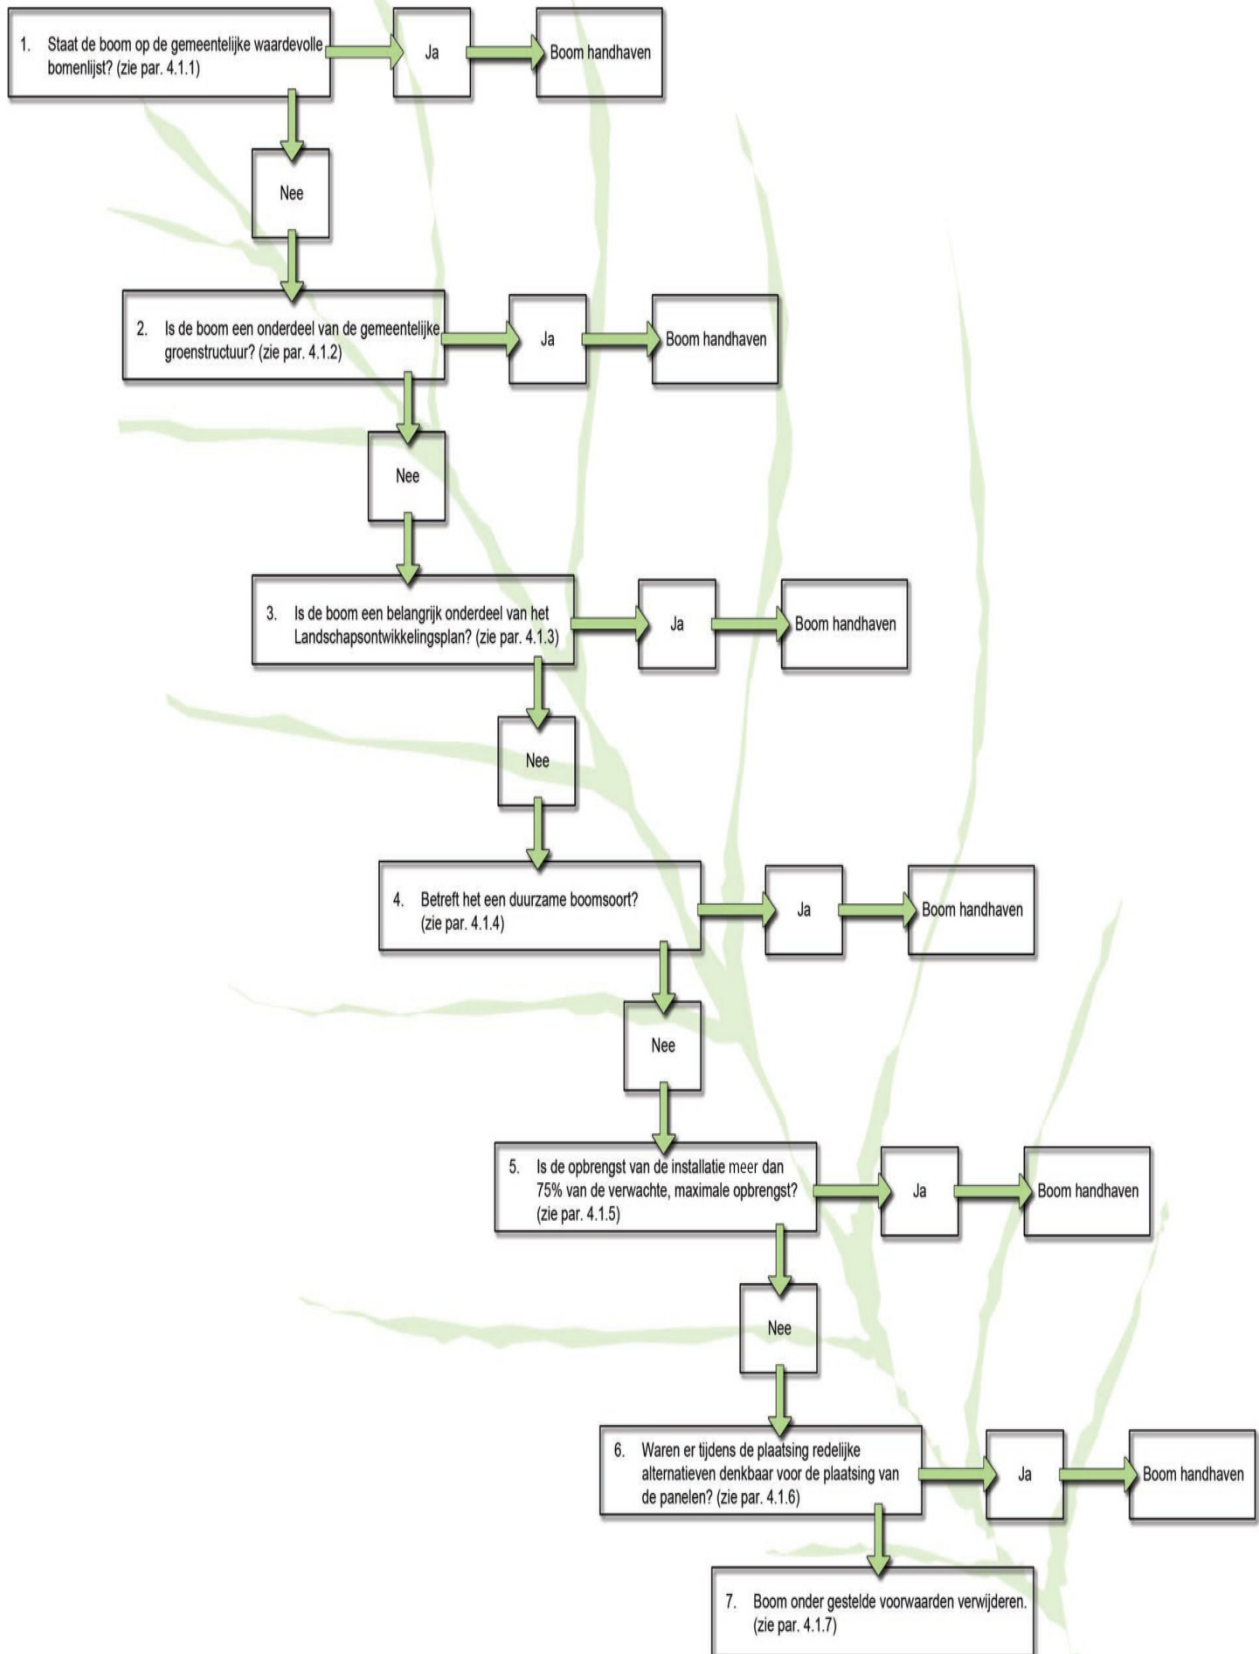 1. Staat de boom op de gemeentelijke waardevolle
bomenlijst? (zie par. 4.1.1)
Ja
Boom handhaven
Nee
2. Is de boom een onderdeel van de gemeentelijke
groenstructuur? (zie par. 4.1.2)
Ja
Boom handhaven
Nee
3. Is de boom een belangrijk onderdeel van het
Landschapsontwikkelingsplan? (zie par. 4.1.3)
Ja
Boom handhaven
Nee
4. Betreft het een duurzame boomsoort?
(zie par. 4.1.4)
Ja
Boom handhaven
Nee
5. Is de opbrengst van de installatie meer dan
75% van de verwachte, maximale opbrengst?
(zie par. 4.1.5)
Ja
Boom handhaven
Nee
6. Waren er tijdens de plaatsing redelijke
alternatieven denkbaar voor de plaatsing van
de panelen? (zie par. 4.1.6)
Ja
Boom handhaven
7. Boom onder gestelde voorwaarden verwijderen.
(zie par. 4.1.7)